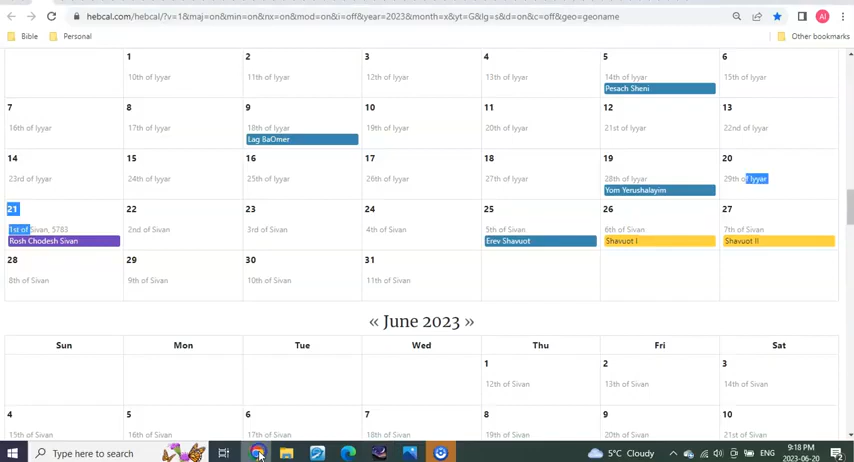 hebcal.com/hebcal/?v=1&maj=on&min=on&nx=on&mod=on&i=off&year=2023&month=x&yt=G&lg=s&d=on&c=off&geo=geoname
AI
Bible Personal Other bookmarks
1 2 3 4 5 6
10th of Iyyar 11th of Iyyar 12th of Iyyar 13th of Iyyar 14th of Iyyar 15th of Iyyar
Pesach Sheni
7 8 9 10 11 12 13
16th of Iyyar 17th of Iyyar 18th of Iyyar 19th of Iyyar 20th of Iyyar 21st of Iyyar 22nd of Iyyar
Lag BaOmer
14 15 16 17 18 19 20
23rd of Iyyar 24th of Iyyar 25th of Iyyar 26th of Iyyar 27th of Iyyar 28th of Iyyar 29th of Iyyar
Yom Yerushalayim
21 22 23 24 25 26 27
1st of Sivan, 5783 2nd of Sivan 3rd of Sivan 4th of Sivan 5th of Sivan 6th of Sivan 7th of Sivan
Rosh Chodesh Sivan Erev Shavuot Shavuot I Shavuot II
28 29 30 31
8th of Sivan 9th of Sivan 10th of Sivan 11th of Sivan
« June 2023 »
Sun Mon Tue Wed Thu Fri Sat
1 2 3
12th of Sivan 13th of Sivan 14th of Sivan
4 5 6 7 8 9 10
15th of Sivan 16th of Sivan 17th of Sivan 18th of Sivan 19th of Sivan 20th of Sivan 21st of Sivan
Type here to search
5°C Cloudy
ENG
9:18 PM
2023-06-20
2